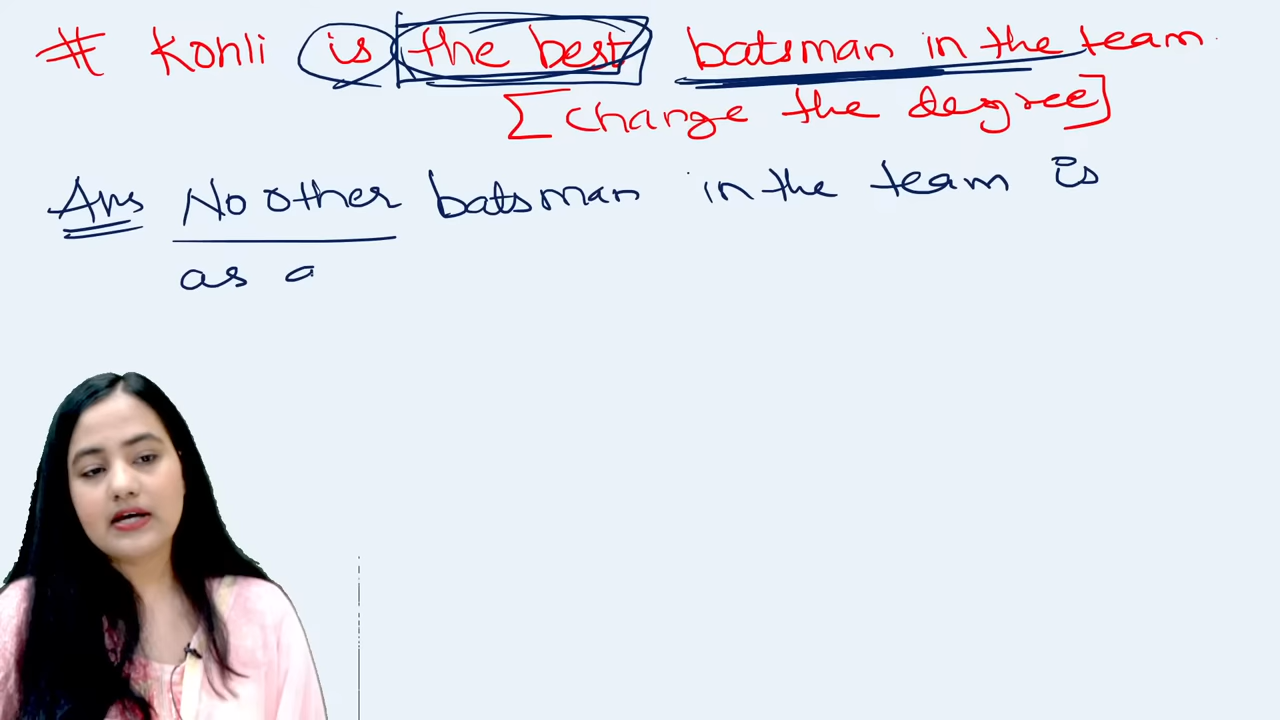 # Kohli is the best batsman in the team
[Change the degree]
Ans No other batsman in the team is
as a